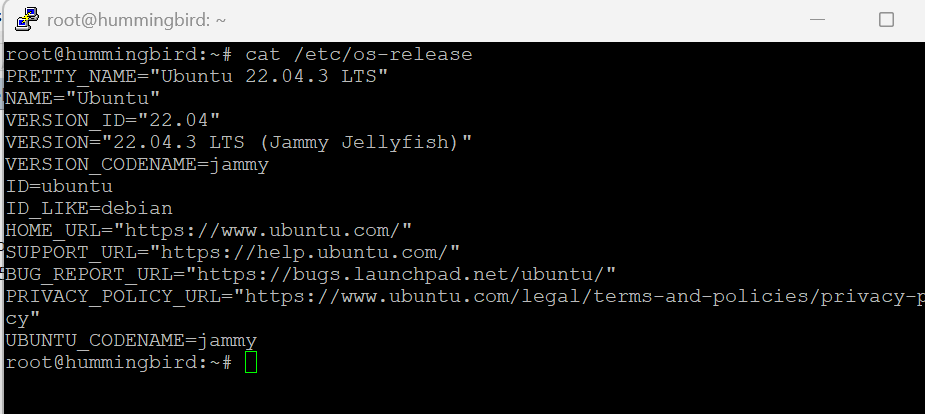 root@hummingbird: ~
root@hummingbird:~# cat /etc/os-release
PRETTY_NAME="Ubuntu 22.04.3 LTS"
NAME="Ubuntu"
VERSION_ID="22.04"
VERSION="22.04.3 LTS (Jammy Jellyfish)"
VERSION_CODENAME=jammy
ID=ubuntu
ID_LIKE=debian
HOME_URL="https://www.ubuntu.com/"
SUPPORT_URL="https://help.ubuntu.com/"
BUG_REPORT_URL="https://bugs.launchpad.net/ubuntu/"
PRIVACY_POLICY_URL="https://www.ubuntu.com/legal/terms-and-policies/privacy-p
cy"
UBUNTU_CODENAME=jammy
root@hummingbird:~#